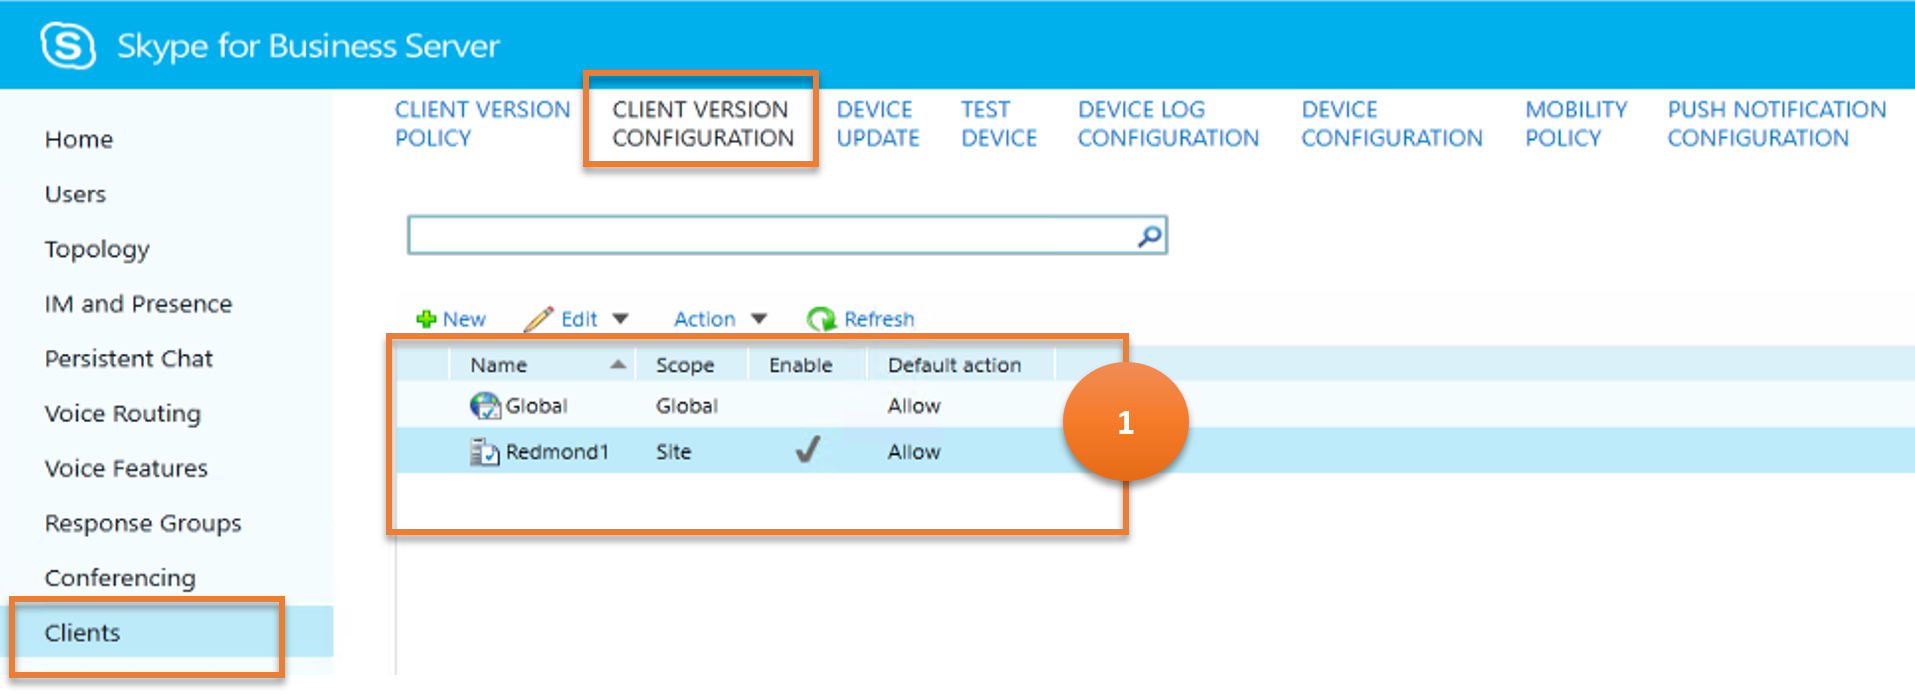 Skype for Business Server
Home
Users
Topology
IM and Presence
Persistent Chat
Voice Routing
Voice Features
Response Groups
Conferencing
Clients
CLIENT VERSION
POLICY
CLIENT VERSION
CONFIGURATION
DEVICE
UPDATE
TEST
DEVICE
DEVICE LOG
CONFIGURATION
DEVICE
CONFIGURATION
MOBILITY
POLICY
PUSH NOTIFICATION
CONFIGURATION
New Edit Action Refresh
Name Scope Enable Default action
Global Global Allow
Redmond1 Site Allow
1